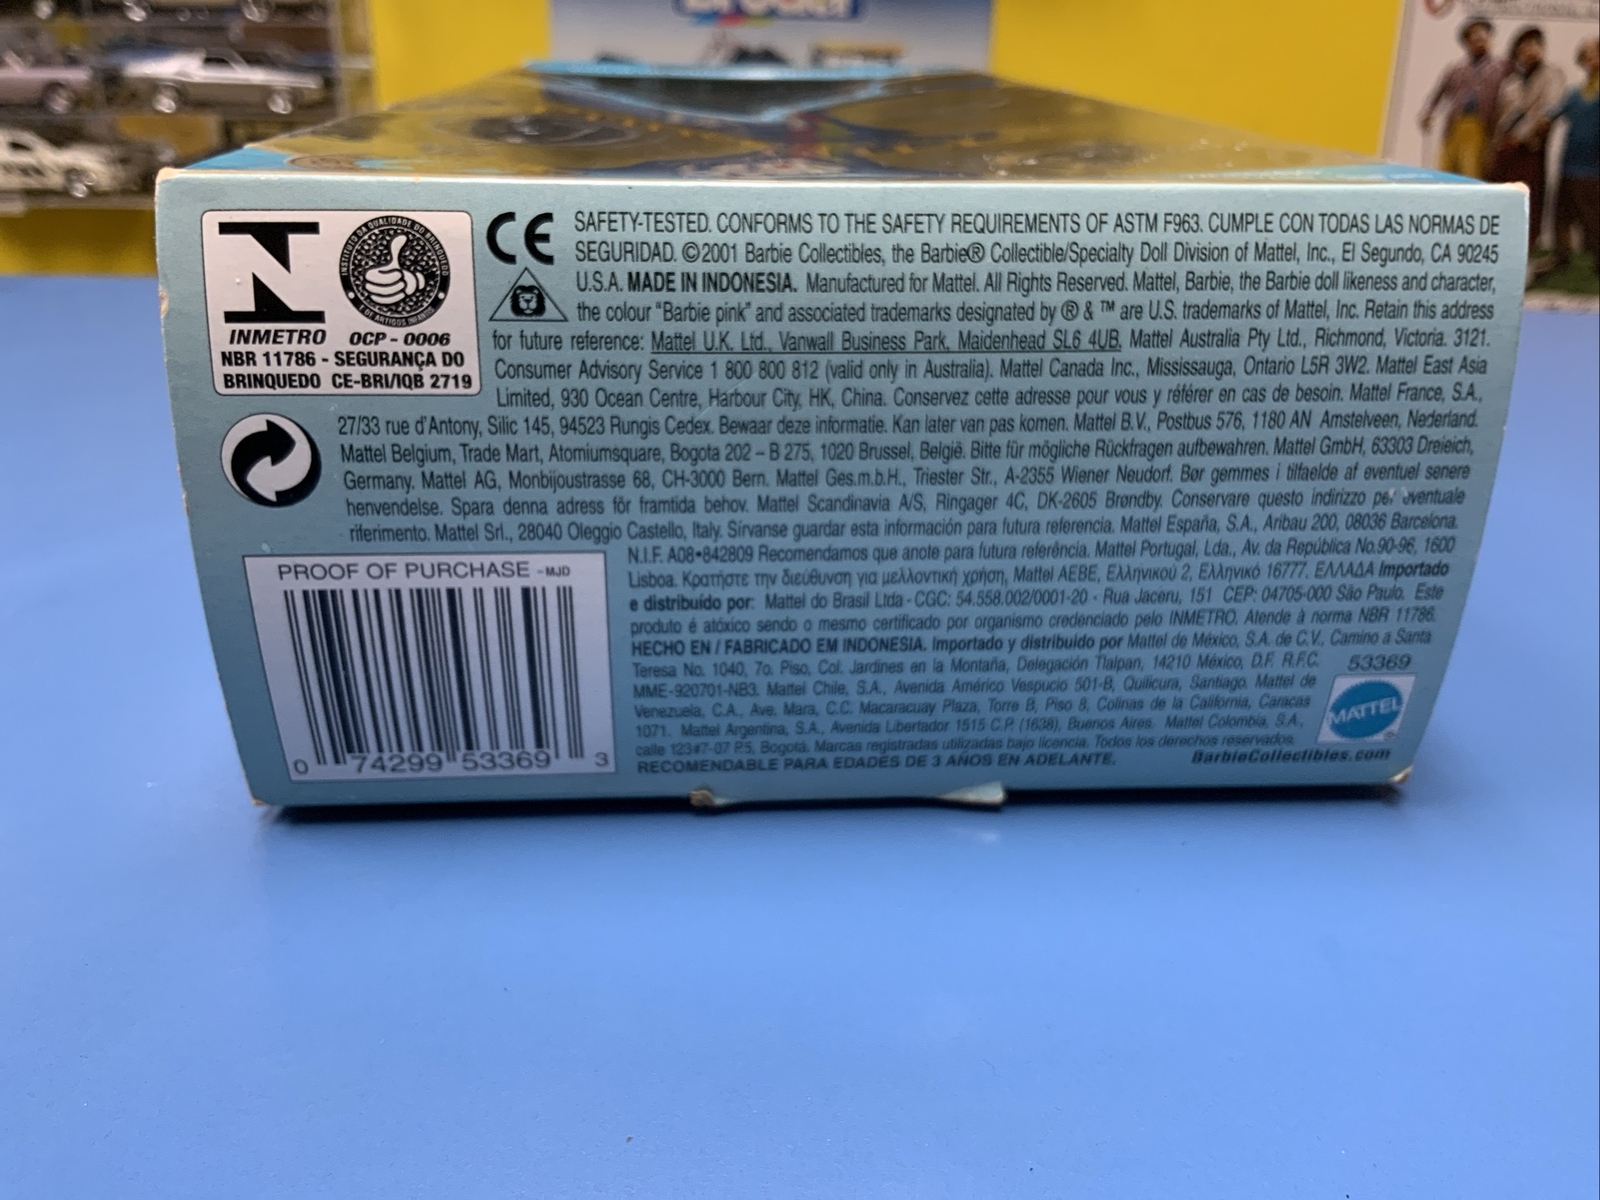 INMETRO OCP - 0006
NBR 11786 - SEGURANÇA DO
BRINQUEDO CE-BRI/IQB 2719
INSTITUTO DA QUALIDADE DO BRINQUEDO
E DE ARTIGOS INFANTIS
CE
SAFETY-TESTED. CONFORMS TO THE SAFETY REQUIREMENTS OF ASTM F963. CUMPLE CON TODAS LAS NORMAS DE
SEGURIDAD. ©2001 Barbie Collectibles, the Barbie® Collectible/Specialty Doll Division of Mattel, Inc., El Segundo, CA 90245
U.S.A. MADE IN INDONESIA. Manufactured for Mattel. All Rights Reserved. Mattel, Barbie, the Barbie doll likeness and character,
the colour "Barbie pink" and associated trademarks designated by ® & ™ are U.S. trademarks of Mattel, Inc. Retain this address
for future reference: Mattel U.K. Ltd., Vanwall Business Park, Maidenhead SL6 4UB. Mattel Australia Pty Ltd., Richmond, Victoria. 3121.
Consumer Advisory Service 1 800 800 812 (valid only in Australia). Mattel Canada Inc., Mississauga, Ontario L5R 3W2. Mattel East Asia
Limited, 930 Ocean Centre, Harbour City, HK, China. Conservez cette adresse pour vous y référer en cas de besoin. Mattel France, S.A.,
27/33 rue d'Antony, Silic 145, 94523 Rungis Cedex. Bewaar deze informatie. Kan later van pas komen. Mattel B.V., Postbus 576, 1180 AN Amstelveen, Nederland.
Mattel Belgium, Trade Mart, Atomiumsquare, Bogota 202 – B 275, 1020 Brussel, België. Bitte für mögliche Rückfragen aufbewahren. Mattel GmbH, 63303 Dreieich,
Germany. Mattel AG, Monbijoustrasse 68, CH-3000 Bern. Mattel Ges.m.b.H., Triester Str., A-2355 Wiener Neudorf. Bør gemmes i tilfaelde af eventuel senere
henvendelse. Spara denna adress för framtida behov. Mattel Scandinavia A/S, Ringager 4C, DK-2605 Brøndby. Conservare questo indirizzo per eventuale
riferimento. Mattel Srl., 28040 Oleggio Castello, Italy. Sírvanse guardar esta información para futura referencia. Mattel España, S.A., Aribau 200, 08036 Barcelona.
N.I.F. A08•842809 Recomendamos que anote para futura referência. Mattel Portugal, Lda., Av. da República No.90-96, 1600
Lisboa. Κρατήστε την διεύθυνση για μελλοντική χρήση, Mattel AEBE, Ελληνικού 2, Ελληνικό 16777. ΕΛΛΑΔΑ Importado
e distribuído por: Mattel do Brasil Ltda - CGC: 54.558.002/0001-20 - Rua Jaceru, 151 CEP: 04705-000 São Paulo. Este
produto é atóxico sendo o mesmo certificado por organismo credenciado pelo INMETRO. Atende à norma NBR 11786.
HECHO EN / FABRICADO EM INDONESIA. Importado y distribuido por Mattel de México, S.A. de C.V., Camino a Santa
Teresa No. 1040, 7o. Piso, Col. Jardines en la Montaña, Delegación Tlalpan, 14210 México, D.F. R.F.C.
MME-920701-NB3. Mattel Chile, S.A., Avenida Américo Vespucio 501-B, Quilicura, Santiago. Mattel de
Venezuela, C.A., Ave. Mara, C.C. Macaracuay Plaza, Torre B, Piso 8, Colinas de la California, Caracas
1071. Mattel Argentina, S.A., Avenida Libertador 1515 C.P. (1638), Buenos Aires. Mattel Colombia, S.A.,
calle 123#7-07 P.5, Bogotá. Marcas registradas utilizadas bajo licencia. Todos los derechos reservados.
RECOMENDABLE PARA EDADES DE 3 AÑOS EN ADELANTE.
PROOF OF PURCHASE - MJD
0 74299 53369 3
53369
MATTEL
BarbieCollectibles.com